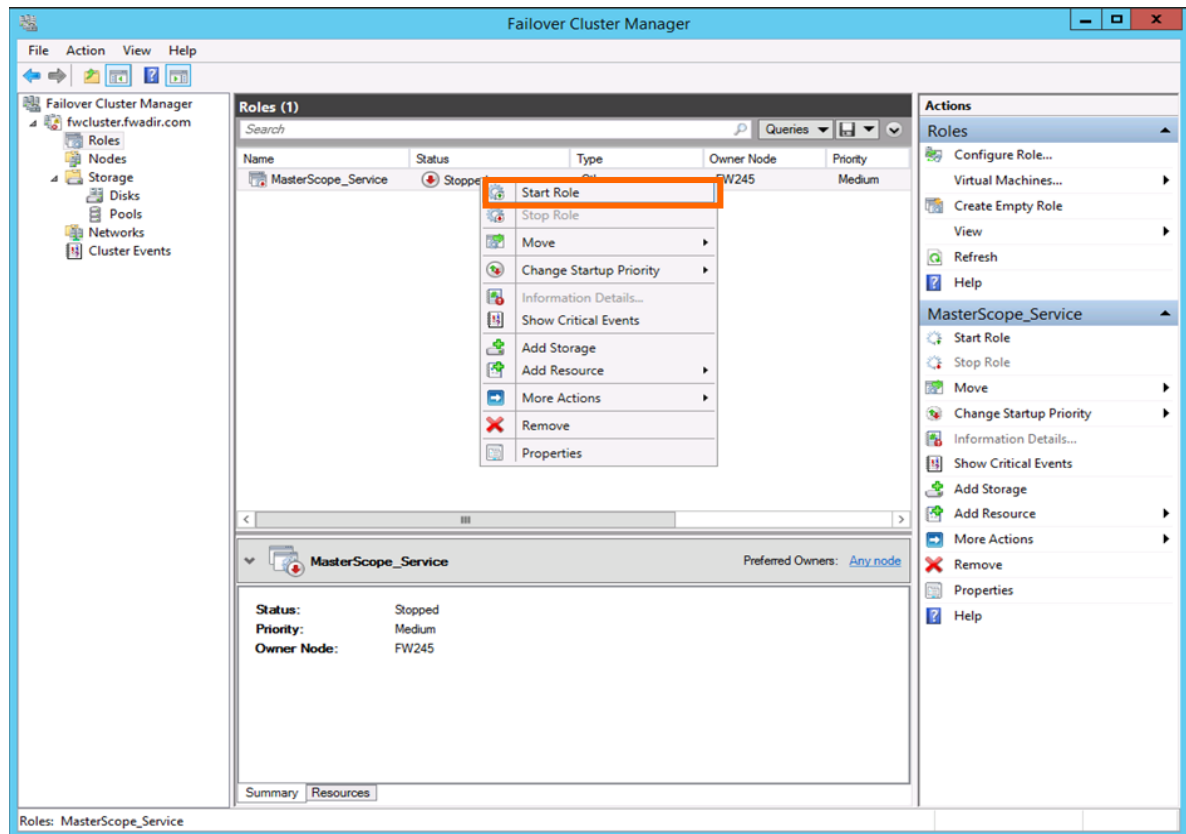 Failover Cluster Manager
File Action View Help
Failover Cluster Manager
fwcluster.fwadir.com
Roles
Nodes
Storage
Disks
Pools
Networks
Cluster Events
Roles (1)
Search
Queries
Name Status Type Owner Node Priority
MasterScope_Service FW245 Medium
Start Role
Stop Role
Move
Change Startup Priority
Information Details...
Show Critical Events
Add Storage
Add Resource
More Actions
Remove
Properties
MasterScope_Service Preferred Owners: Any node
Status: Stopped
Priority: Medium
Owner Node: FW245
Summary Resources
Actions
Roles
Configure Role...
Virtual Machines...
Create Empty Role
View
Refresh
Help
MasterScope_Service
Start Role
Stop Role
Move
Change Startup Priority
Information Details...
Show Critical Events
Add Storage
Add Resource
More Actions
Remove
Properties
Help
Roles: MasterScope_Service